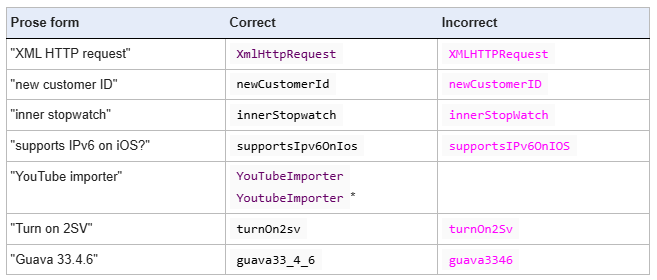 Prose form Correct Incorrect
"XML HTTP request" XmlHttpRequest XMLHTTPRequest
"new customer ID" newCustomerId newCustomerID
"inner stopwatch" innerStopwatch innerStopWatch
"supports IPv6 on iOS?" supportsIpv6OnIos supportsIPv6OnIOS
"YouTube importer" YouTubeImporter
YoutubeImporter *
"Turn on 2SV" turnOn2sv turnOn2Sv
"Guava 33.4.6" guava33_4_6 guava3346